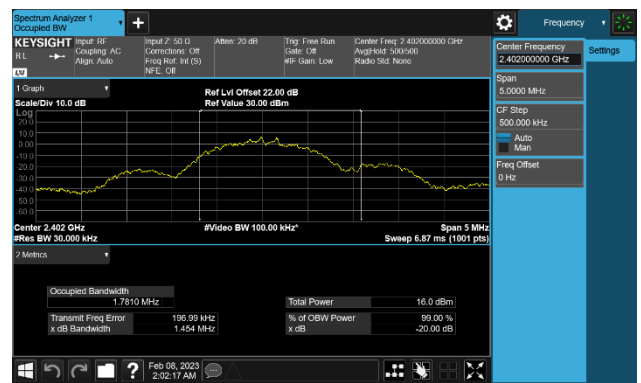 Spectrum Analyzer 1
Occupied BW
+
Frequency
KEYSIGHT
RL
Input: RF
Coupling: AC
Align: Auto
Input Z: 50 Ω
Corrections: Off
Freq Ref: Int (S)
NFE: Off
Atten: 20 dB
Trig: Free Run
Gate: Off
#IF Gain: Low
Center Freq: 2.402000000 GHz
Avg|Hold: 500/500
Radio Std: None
LXI
1 Graph
Scale/Div 10.0 dB
Ref Lvl Offset 22.00 dB
Ref Value 30.00 dBm
Log
20.0
10.0
0.00
-10.0
-20.0
-30.0
-40.0
-50.0
-60.0
Center 2.402 GHz
#Res BW 30.000 kHz
#Video BW 100.00 kHz*
Span 5 MHz
Sweep 6.87 ms (1001 pts)
2 Metrics
Occupied Bandwidth
1.7810 MHz
Total Power 16.0 dBm
Transmit Freq Error 196.99 kHz
% of OBW Power 99.00 %
x dB Bandwidth 1.454 MHz
x dB -20.00 dB
Feb 08, 2023
2:02:17 AM
?
Center Frequency
2.402000000 GHz
Settings
Span
5.0000 MHz
CF Step
500.000 kHz
Auto
Man
Freq Offset
0 Hz